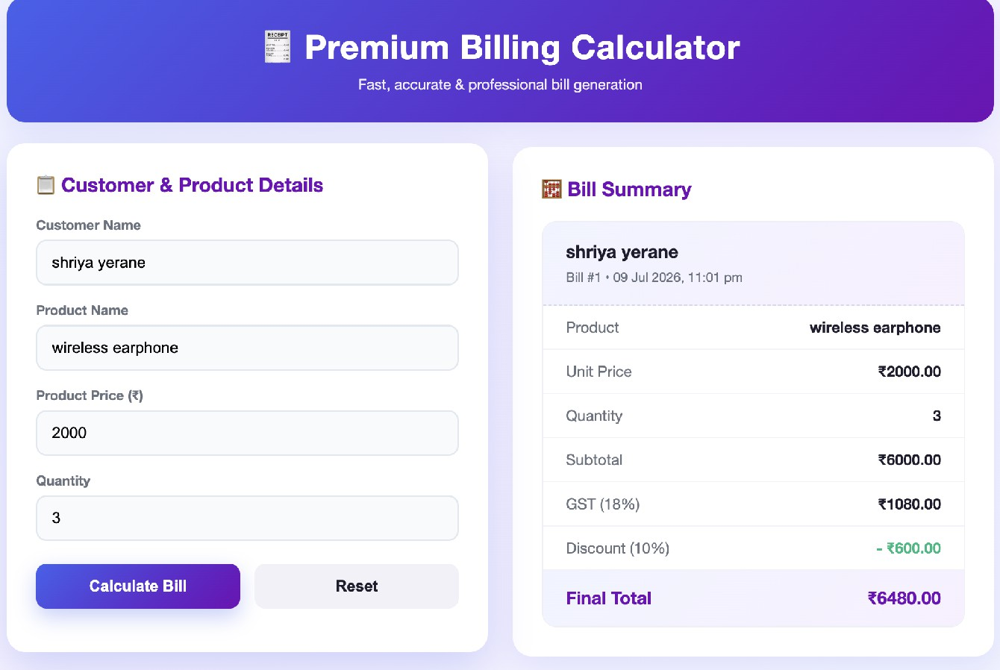 RECEIPT
Premium Billing Calculator
Fast, accurate & professional bill generation
Customer & Product Details
Customer Name
shriya yerane
Product Name
wireless earphone
Product Price (₹)
2000
Quantity
3
Calculate Bill
Reset
Bill Summary
shriya yerane
Bill #1 • 09 Jul 2026, 11:01 pm
Product wireless earphone
Unit Price ₹2000.00
Quantity 3
Subtotal ₹6000.00
GST (18%) ₹1080.00
Discount (10%) - ₹600.00
Final Total ₹6480.00